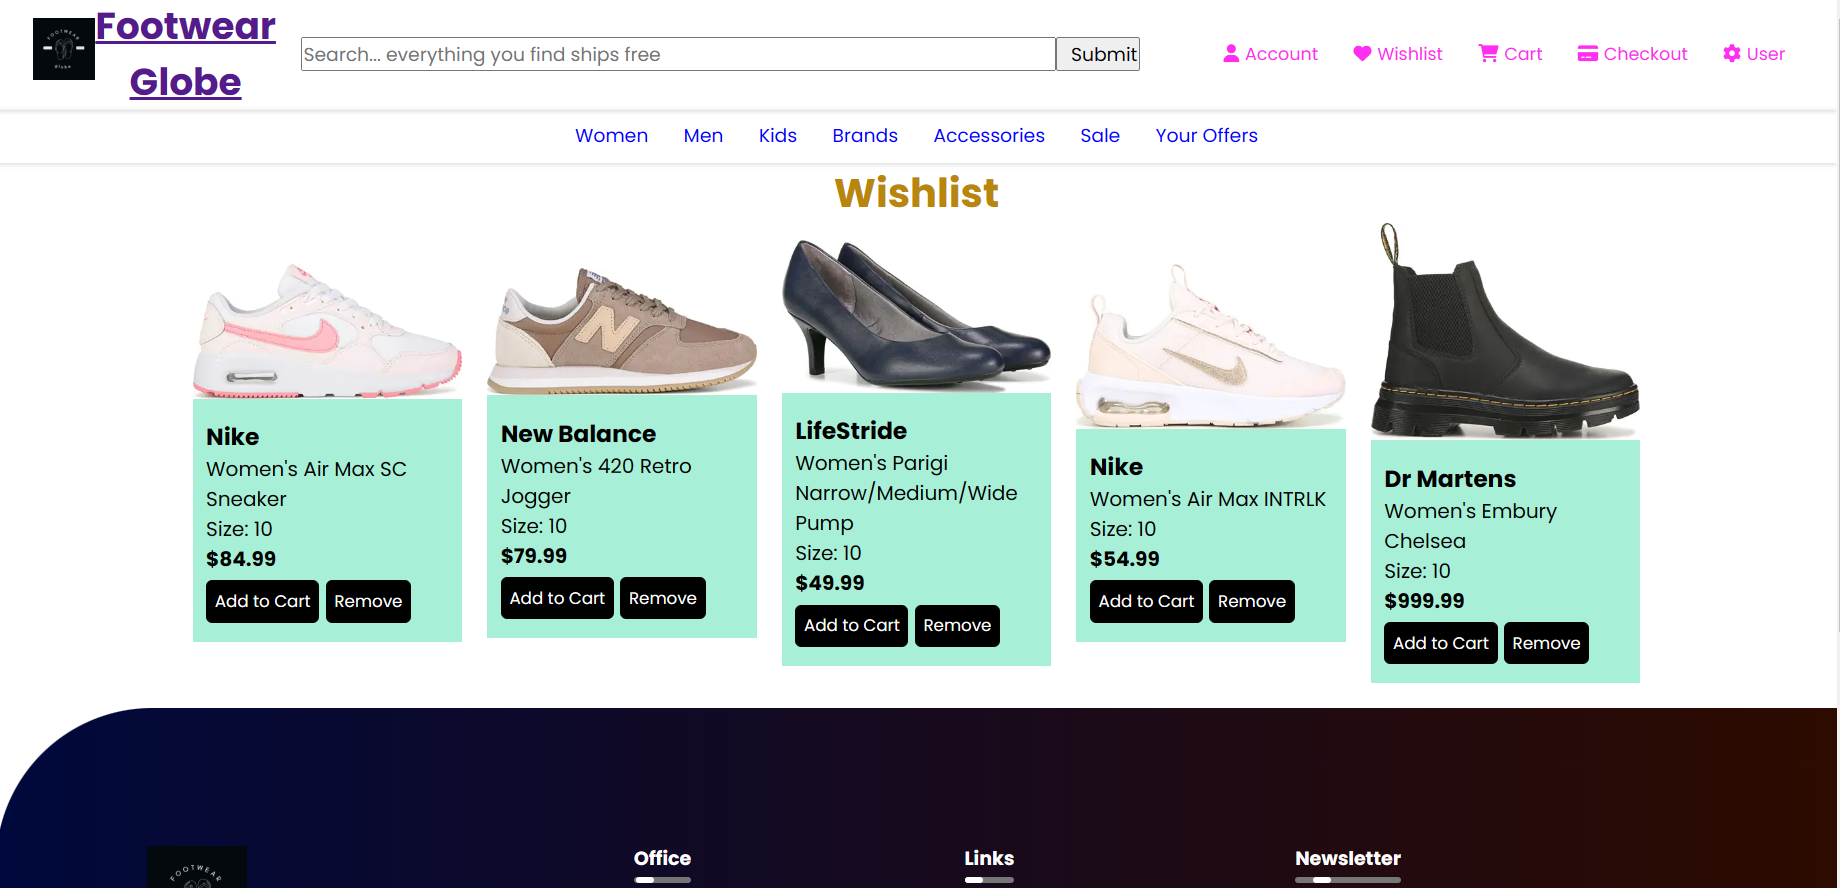 FOOTWEAR
Globe
Footwear
Globe
Search... everything you find ships free
Submit
Account
Wishlist
Cart
Checkout
User
Women
Men
Kids
Brands
Accessories
Sale
Your Offers
Wishlist
Nike
Women's Air Max SC
Sneaker
Size: 10
$84.99
Add to Cart
Remove
New Balance
Women's 420 Retro
Jogger
Size: 10
$79.99
Add to Cart
Remove
LifeStride
Women's Parigi
Narrow/Medium/Wide
Pump
Size: 10
$49.99
Add to Cart
Remove
Nike
Women's Air Max INTRLK
Size: 10
$54.99
Add to Cart
Remove
Dr Martens
Women's Embury
Chelsea
Size: 10
$999.99
Add to Cart
Remove
FOOTWEAR
Office
Links
Newsletter